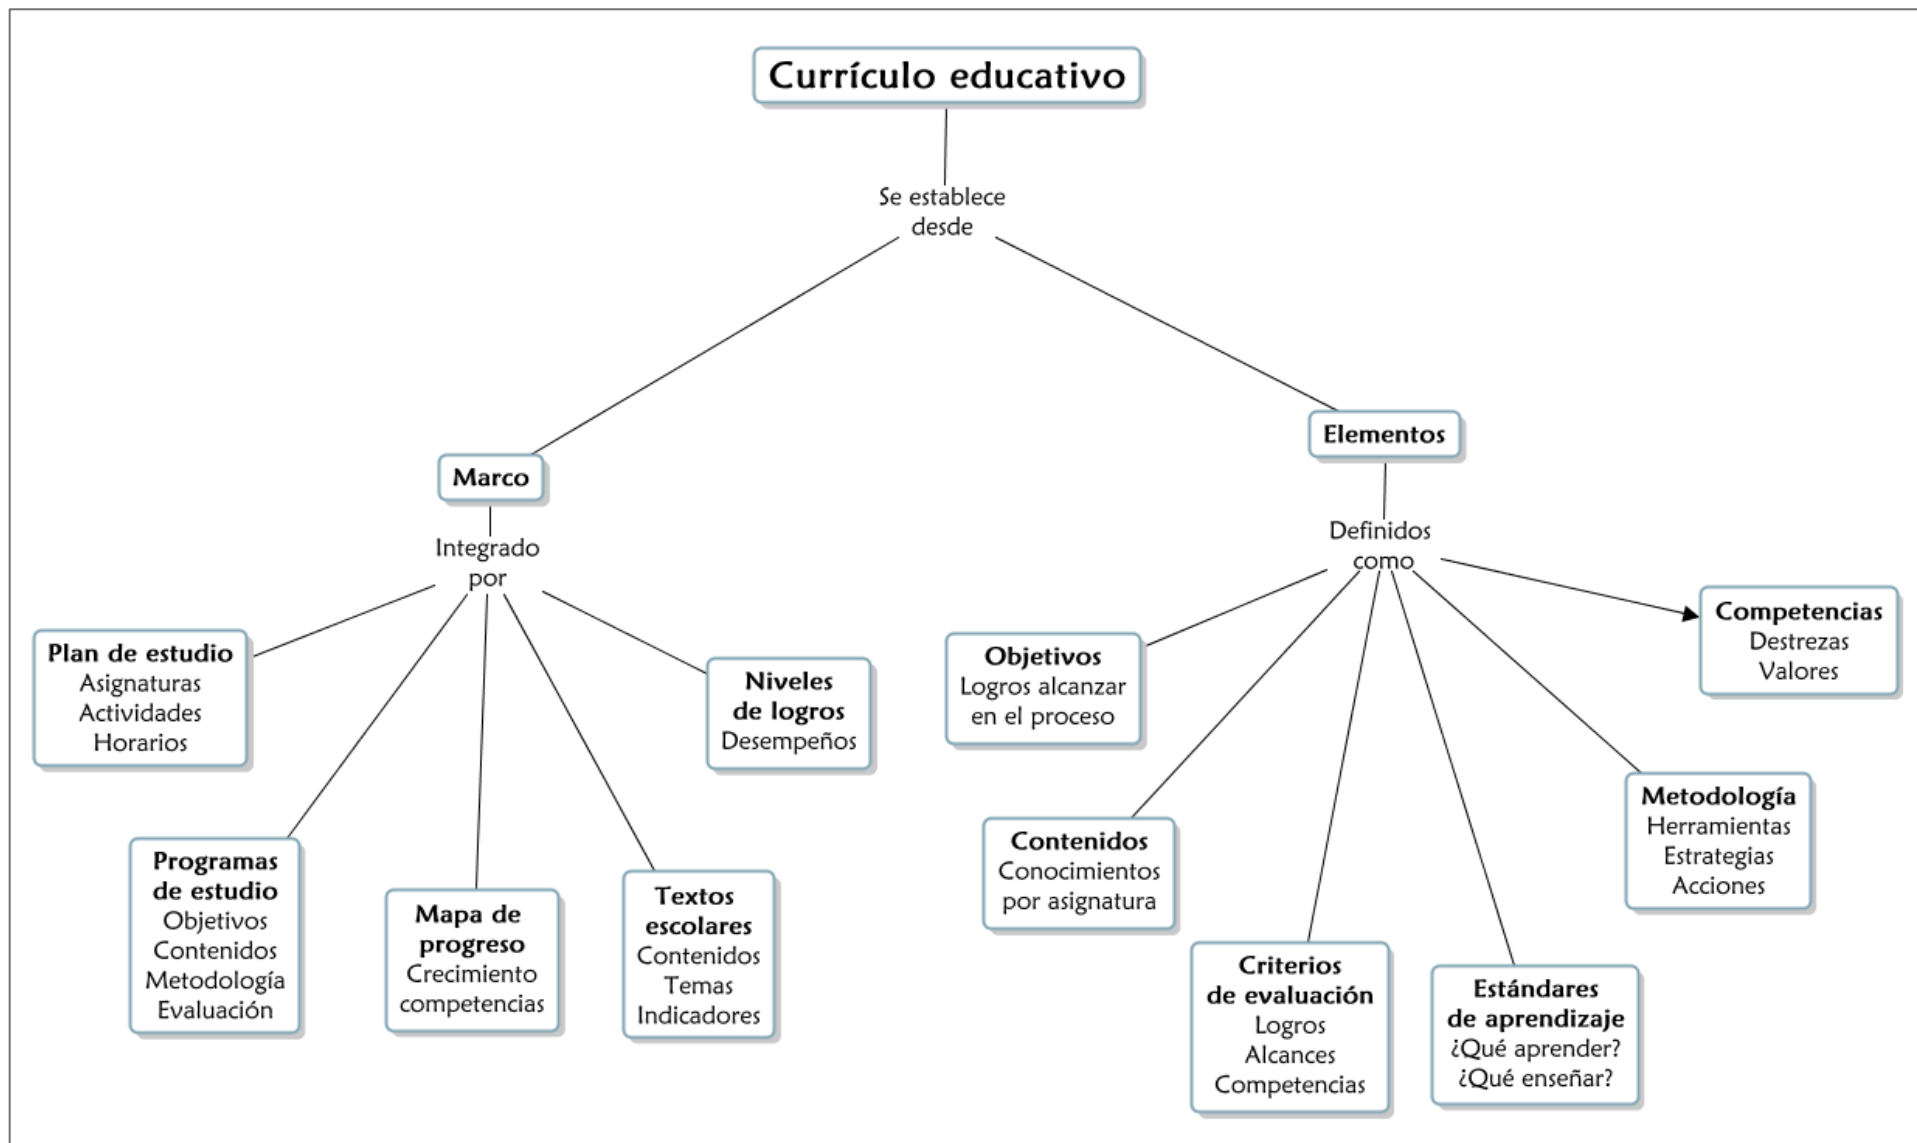 Currículo educativo
Se establece
desde
Marco
Integrado
por
Plan de estudio
Asignaturas
Actividades
Horarios
Programas
de estudio
Objetivos
Contenidos
Metodología
Evaluación
Mapa de
progreso
Crecimiento
competencias
Textos
escolares
Contenidos
Temas
Indicadores
Niveles
de logros
Desempeños
Elementos
Definidos
como
Objetivos
Logros alcanzar
en el proceso
Contenidos
Conocimientos
por asignatura
Criterios
de evaluación
Logros
Alcances
Competencias
Estándares
de aprendizaje
¿Qué aprender?
¿Qué enseñar?
Metodología
Herramientas
Estrategias
Acciones
Competencias
Destrezas
Valores